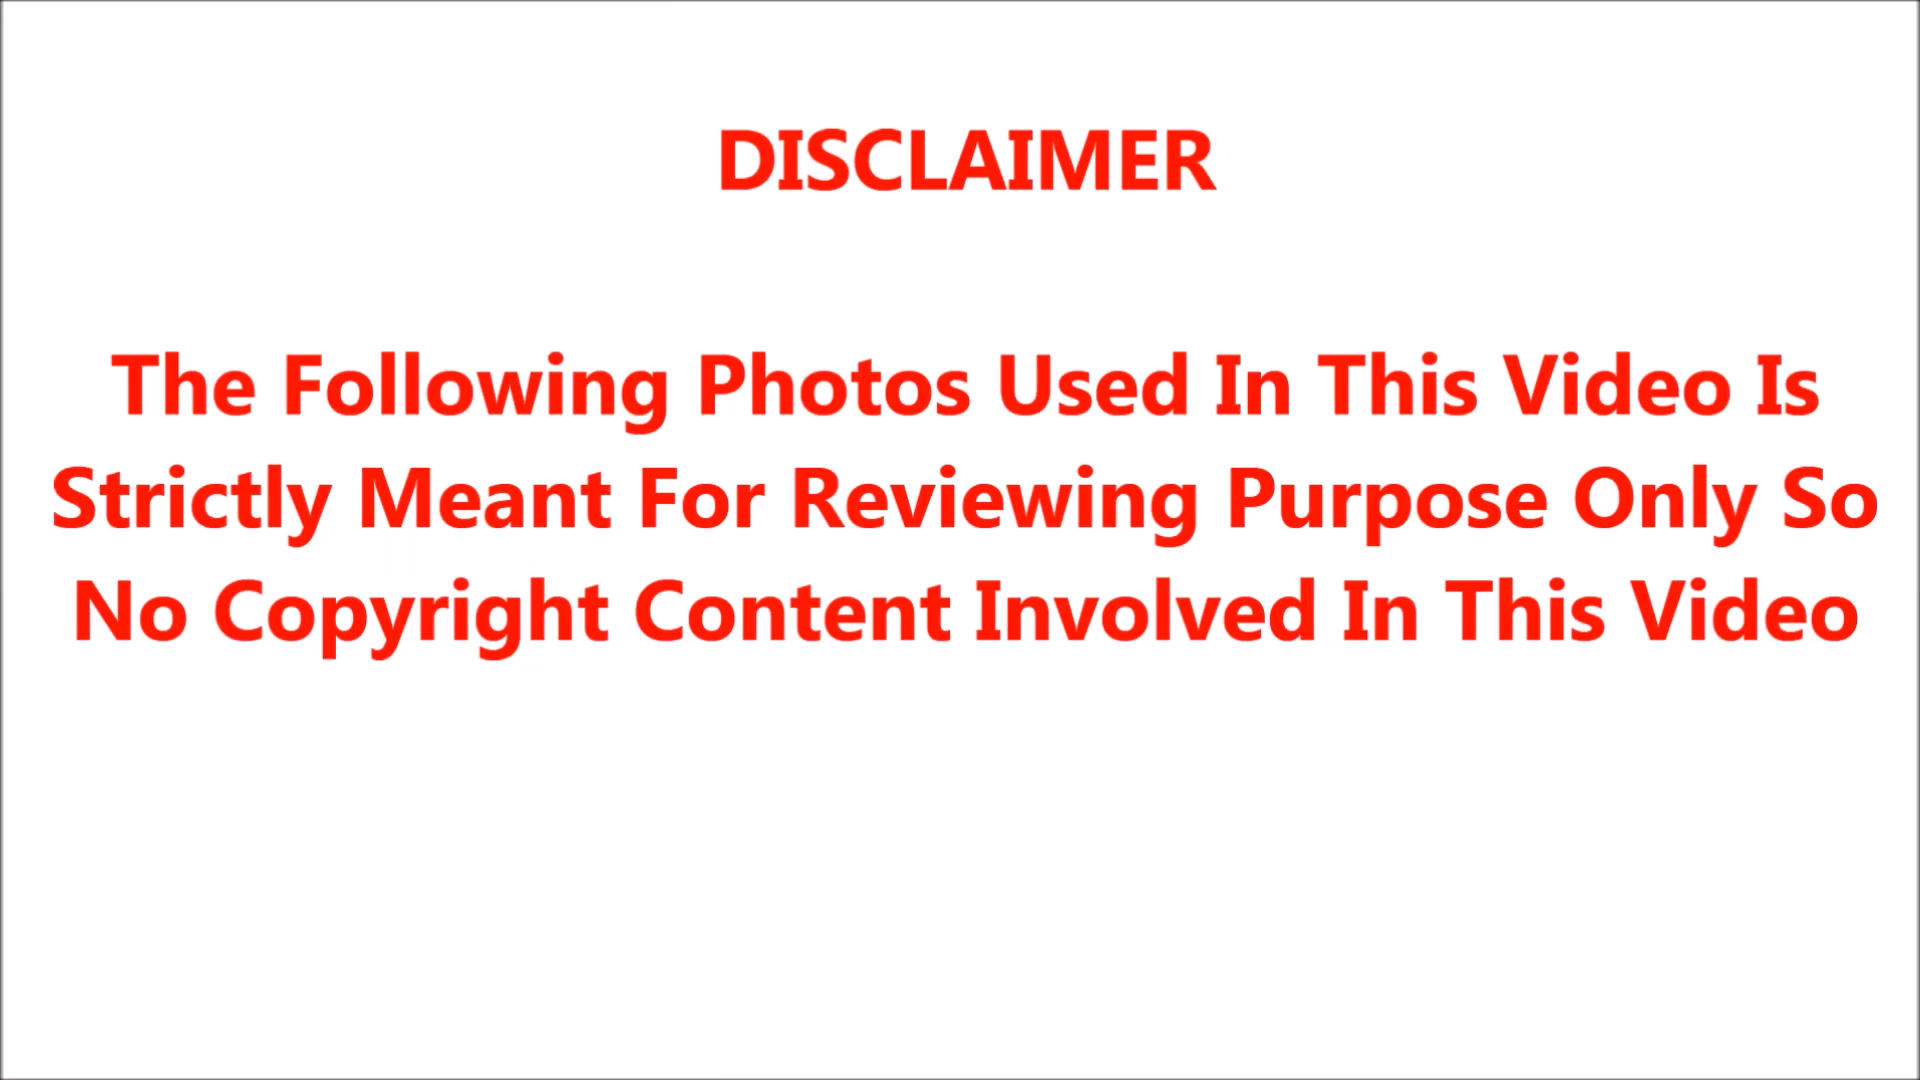 DISCLAIMER
The Following Photos Used In This Video Is
Strictly Meant For Reviewing Purpose Only So
No Copyright Content Involved In This Video